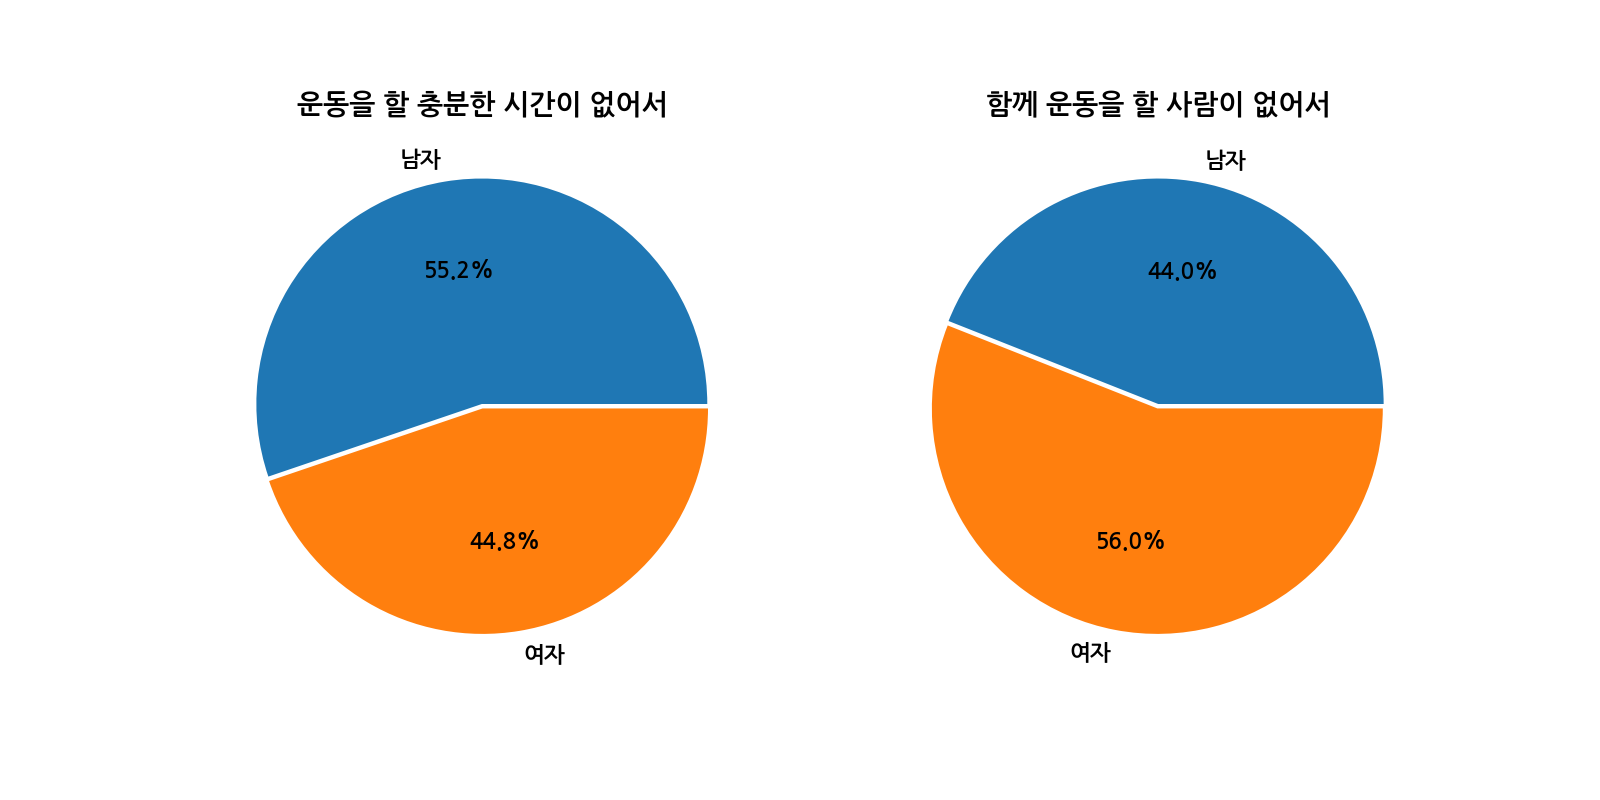 운동을 할 충분한 시간이 없어서
남자
55.2%
44.8%
여자
함께 운동을 할 사람이 없어서
남자
44.0%
56.0%
여자